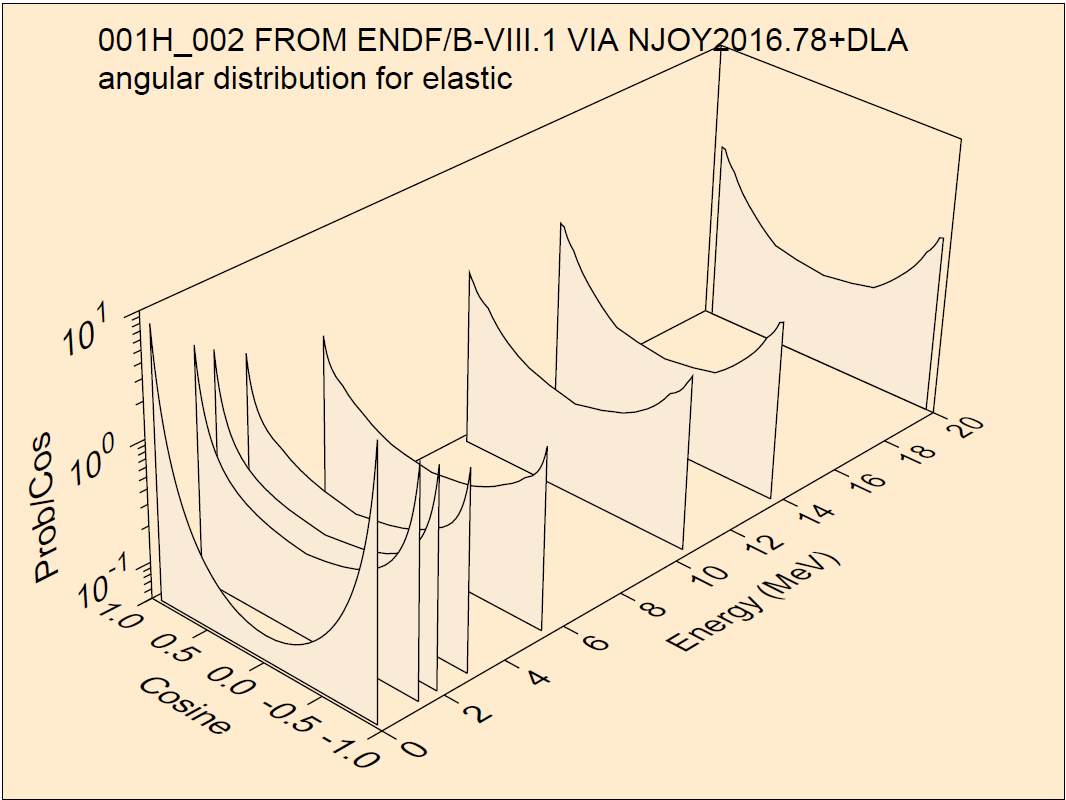 001H_002 FROM ENDF/B-VIII.1 VIA NJOY2016.78+DLA
angular distribution for elastic
10^1
10^0
10^-1
Prob/Cos
1.0 0.5 0.0 -0.5 -1.0
Cosine
0 2 4 6 8 10 12 14 16 18 20
Energy (MeV)